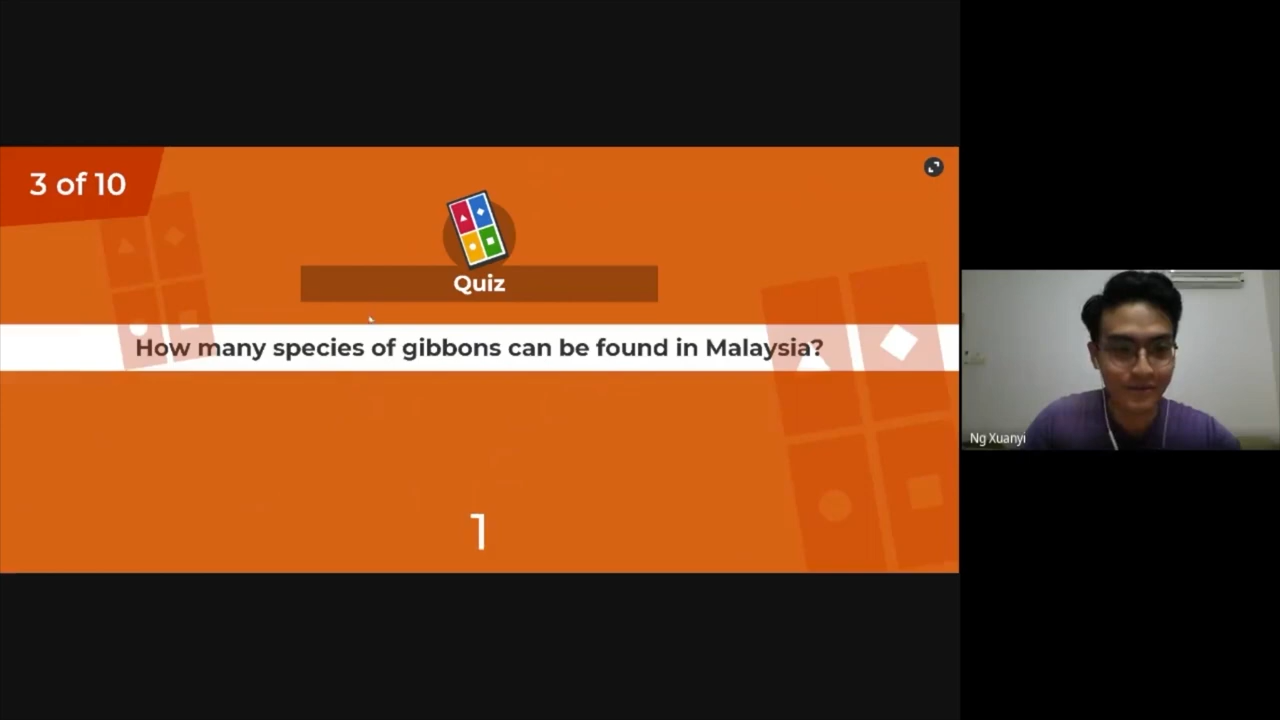 3 of 10
Quiz
How many species of gibbons can be found in Malaysia?
1
Ng Xuanyi